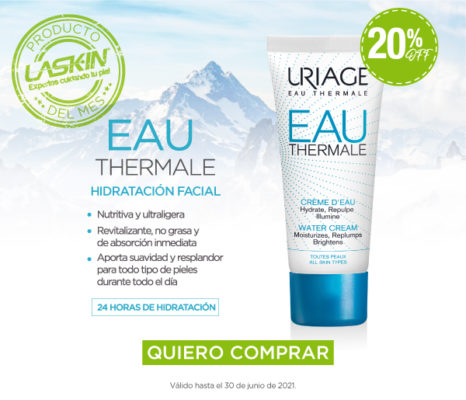 PRODUCTO
LASKIN
Expertos cuidando tu piel
DEL MES
20%
OFF
EAU
THERMALE
HIDRATACIÓN FACIAL
• Nutritiva y ultraligera
• Revitalizante, no grasa y
de absorción inmediata
• Aporta suavidad y resplandor
para todo tipo de pieles
durante todo el día
24 HORAS DE HIDRATACIÓN
URIAGE
EAU THERMALE
EAU
THERMALE
CRÈME D'EAU
Hydrate, Repulpe
Illumine
WATER CREAM
Moisturizes, Replumps
Brightens
TOUTES PEAUX
ALL SKIN TYPES
QUIERO COMPRAR
Válido hasta el 30 de junio de 2021.